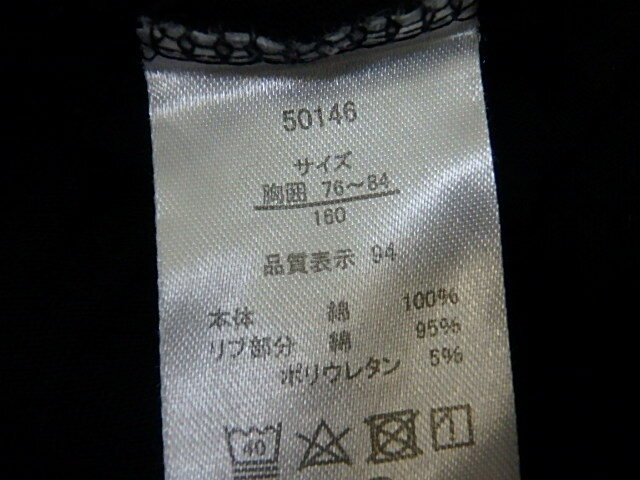 50146
サイズ
胸囲 76～84
160
品質表示 94
本体 綿 100%
リブ部分 綿 95%
ポリウレタン 5%
40